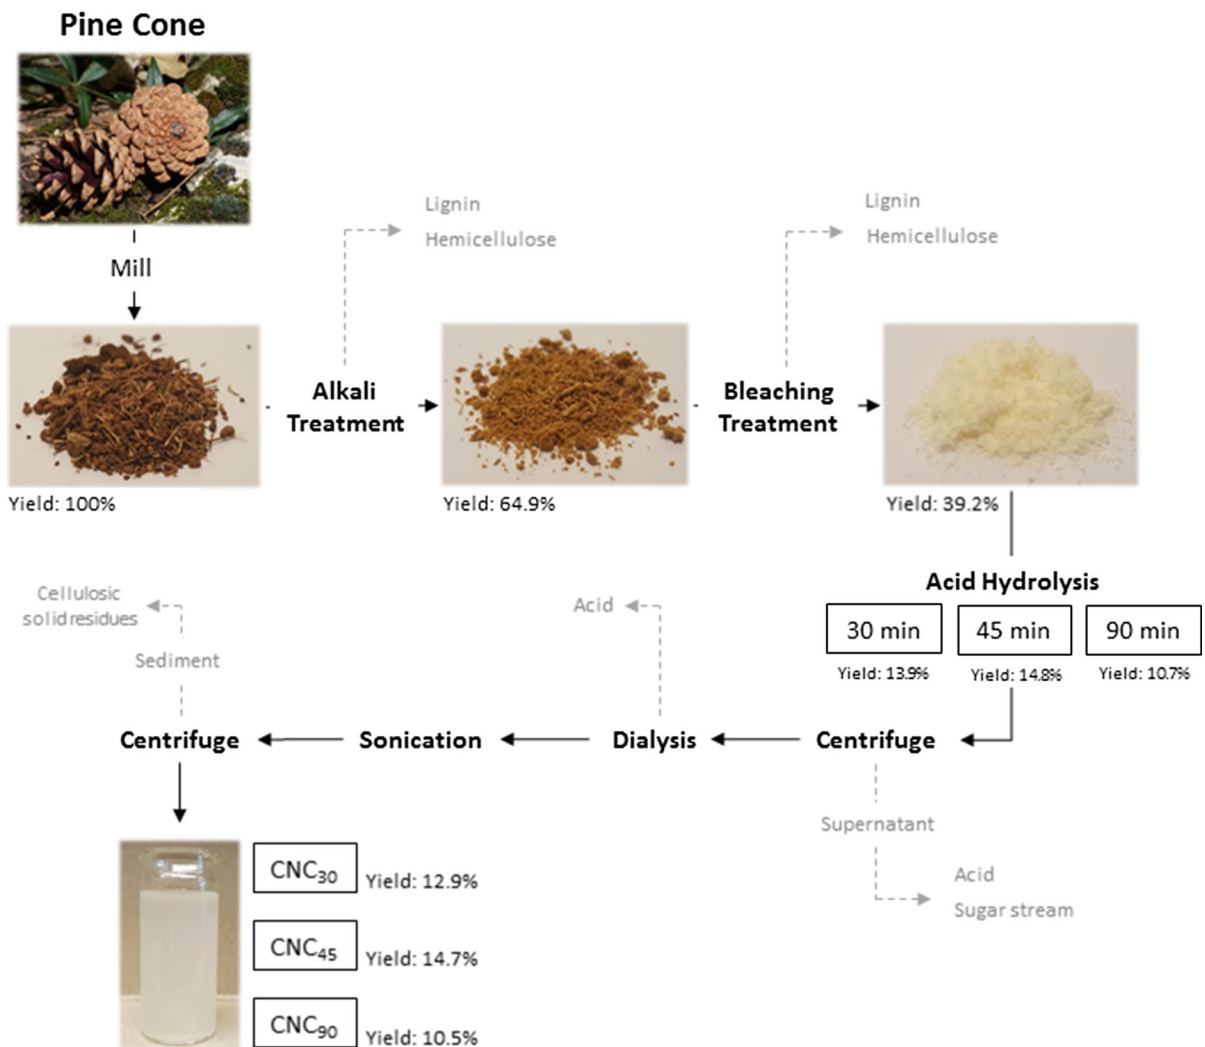 Pine Cone
Mill
Lignin
Hemicellulose
Lignin
Hemicellulose
Alkali
Treatment
Bleaching
Treatment
Yield: 100%
Yield: 64.9%
Yield: 39.2%
Acid Hydrolysis
30 min
45 min
90 min
Yield: 13.9%
Yield: 14.8%
Yield: 10.7%
Cellulosic
solid residues
Sediment
Acid
Centrifuge
Sonication
Dialysis
Centrifuge
Supernatant
Acid
Sugar stream
CNC30
Yield: 12.9%
CNC45
Yield: 14.7%
CNC90
Yield: 10.5%